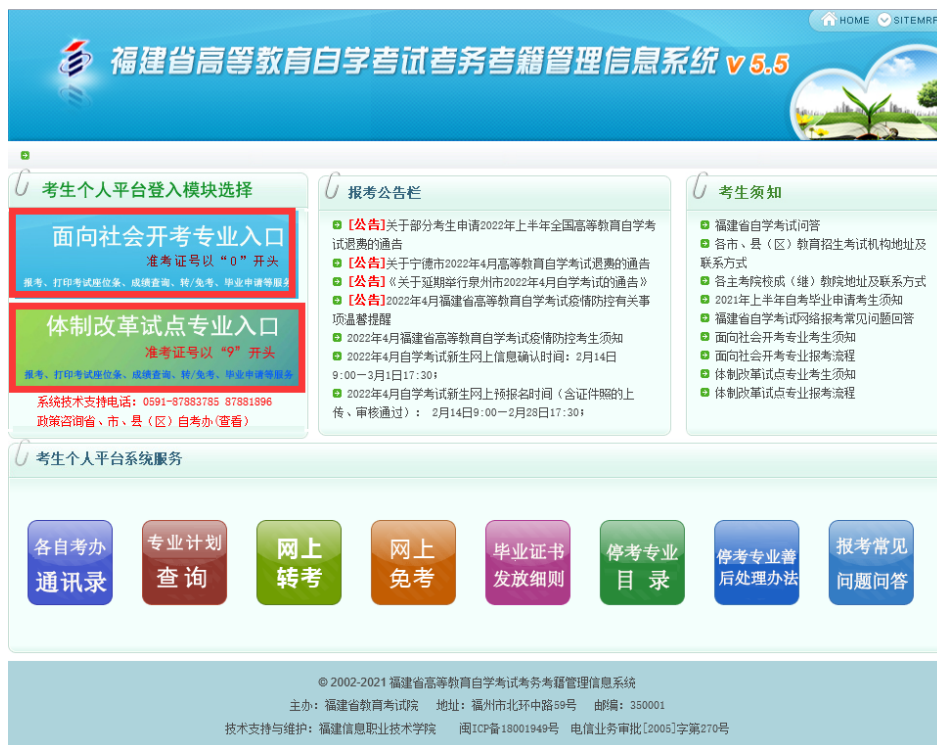 HOME SITEMAP
福建省高等教育自学考试考务考籍管理信息系统 v 5.5
考生个人平台登入模块选择
面向社会开考专业入口
准考证号以“0”开头
报考、打印考试座位条、成绩查询、转/免考、毕业申请等服务
体制改革试点专业入口
准考证号以“9”开头
报考、打印考试座位条、成绩查询、转/免考、毕业申请等服务
系统技术支持电话：0591-87883785 87881896
政策咨询省、市、县（区）自考办(查看)
报考公告栏
[公告]关于部分考生申请2022年上半年全国高等教育自学考
试退费的通告
[公告]关于宁德市2022年4月高等教育自学考试退费的通告
[公告]《关于延期举行泉州市2022年4月自学考试的通告》
[公告]2022年4月福建省高等教育自学考试疫情防控有关事
项温馨提醒
2022年4月福建省高等教育自学考试疫情防控考生须知
2022年4月自学考试新生网上信息确认时间：2月14日
9:00—3月1日17:30；
2022年4月自学考试新生网上预报名时间（含证件照的上
传、审核通过）： 2月14日9:00—2月28日17:30；
考生须知
福建省自学考试问答
各市、县（区）教育招生考试机构地址及
联系方式
各主考院校成（继）教院地址及联系方式
2021年上半年自考毕业申请考生须知
福建省自学考试网络报考常见问题回答
面向社会开考专业考生须知
面向社会开考专业报考流程
体制改革试点专业考生须知
体制改革试点专业报考流程
考生个人平台系统服务
各自考办
通讯录
专业计划
查询
网上
转考
网上
免考
毕业证书
发放细则
停考专业
目 录
停考专业善
后处理办法
报考常见
问题问答
© 2002-2021 福建省高等教育自学考试考务考籍管理信息系统
主办：福建省教育考试院 地址：福州市北环中路59号 邮编：350001
技术支持与维护：福建信息职业技术学院 闽ICP备18001949号 电信业务审批[2005]字第270号